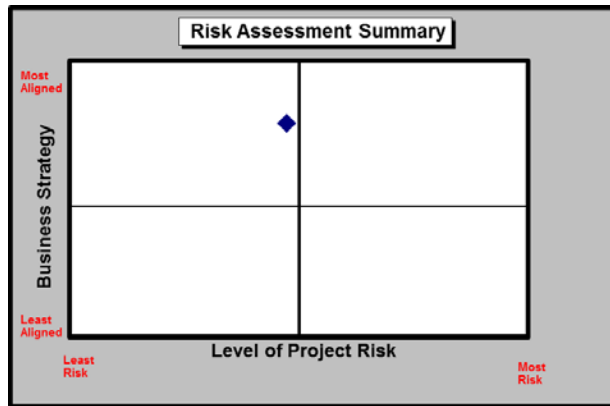 Risk Assessment Summary
Most
Aligned
Business Strategy
Least
Aligned
Level of Project Risk
Least
Risk
Most
Risk